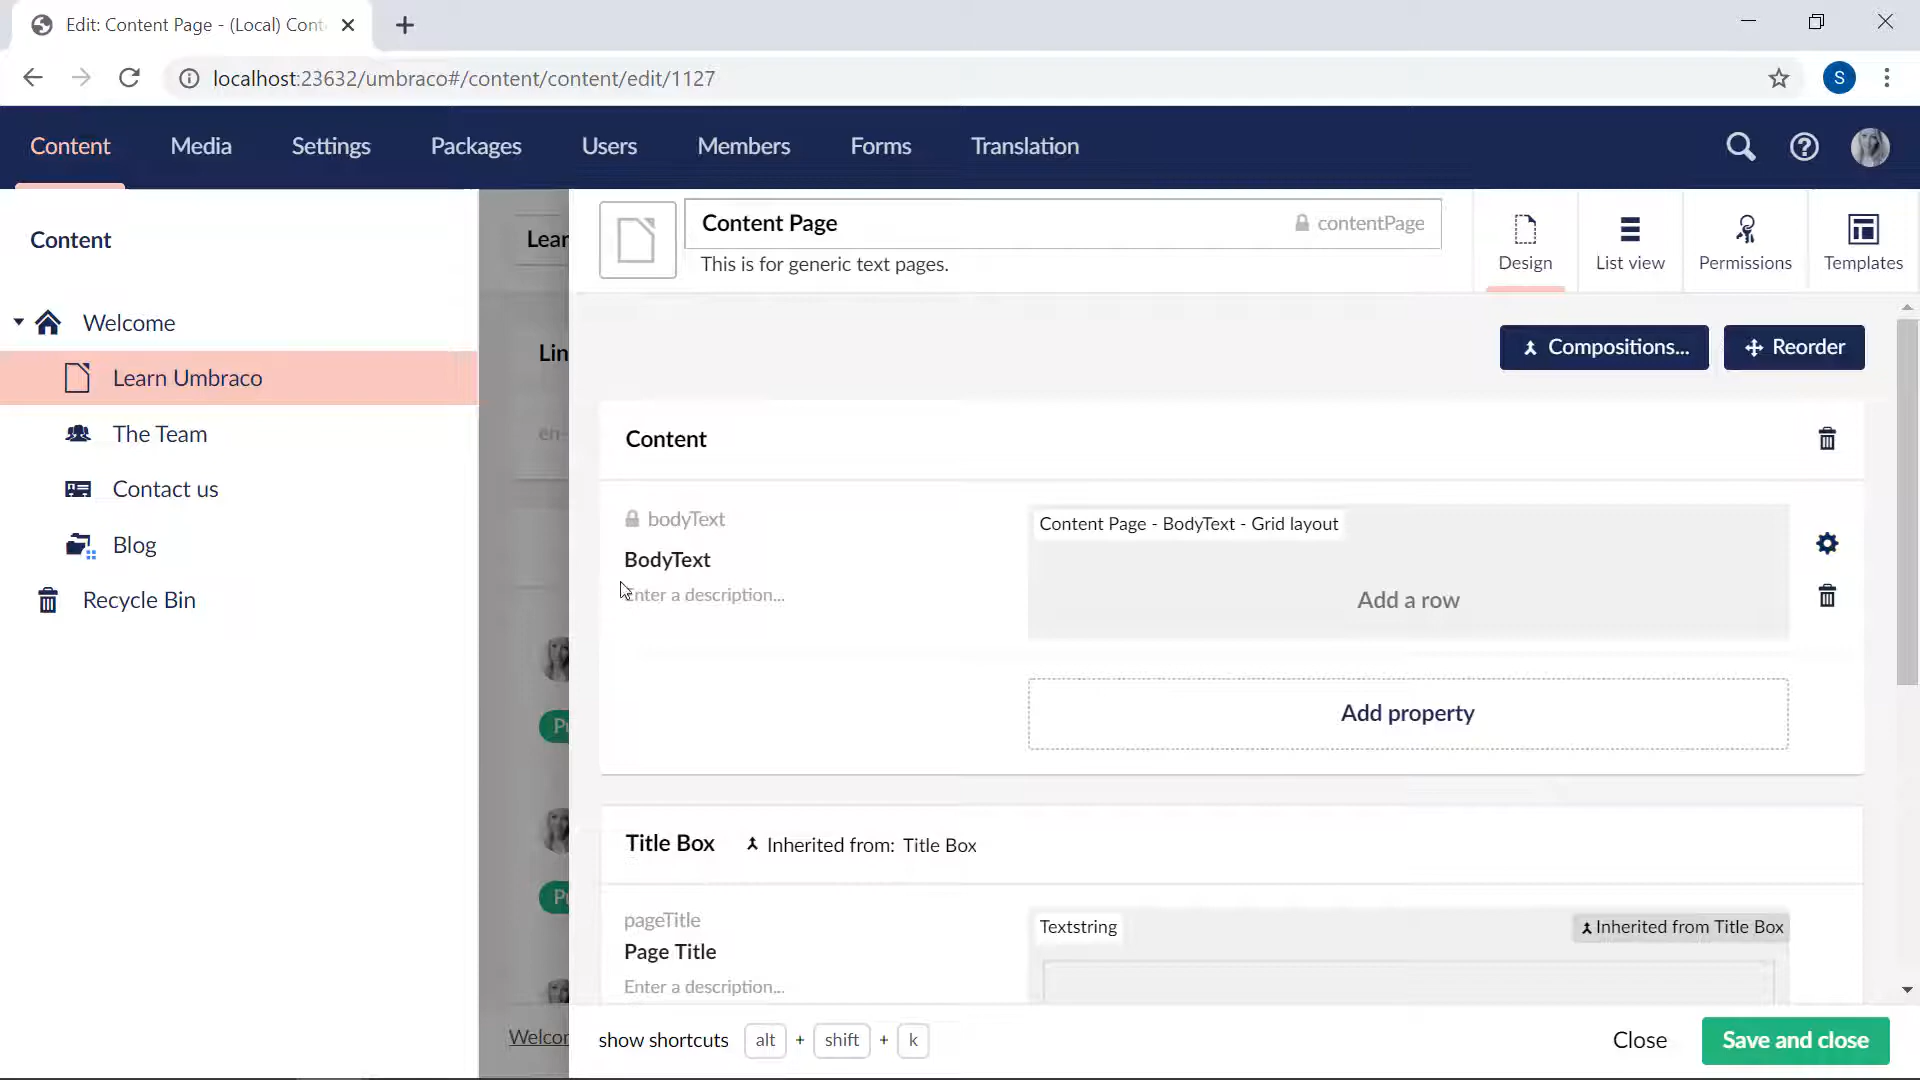 Edit: Content Page - (Local) Cont
localhost:23632/umbraco#/content/content/edit/1127
S
Content Media Settings Packages Users Members Forms Translation
Content
Welcome
Learn Umbraco
The Team
Contact us
Blog
Recycle Bin
Lear
Lin
en-
Welcor
Content Page
contentPage
This is for generic text pages.
Design
List view
Permissions
Templates
Compositions...
Reorder
Content
bodyText
BodyText
Enter a description...
Content Page - BodyText - Grid layout
Add a row
Add property
Title Box
Inherited from: Title Box
pageTitle
Page Title
Enter a description...
Textstring
Inherited from Title Box
show shortcuts alt + shift + k
Close
Save and close